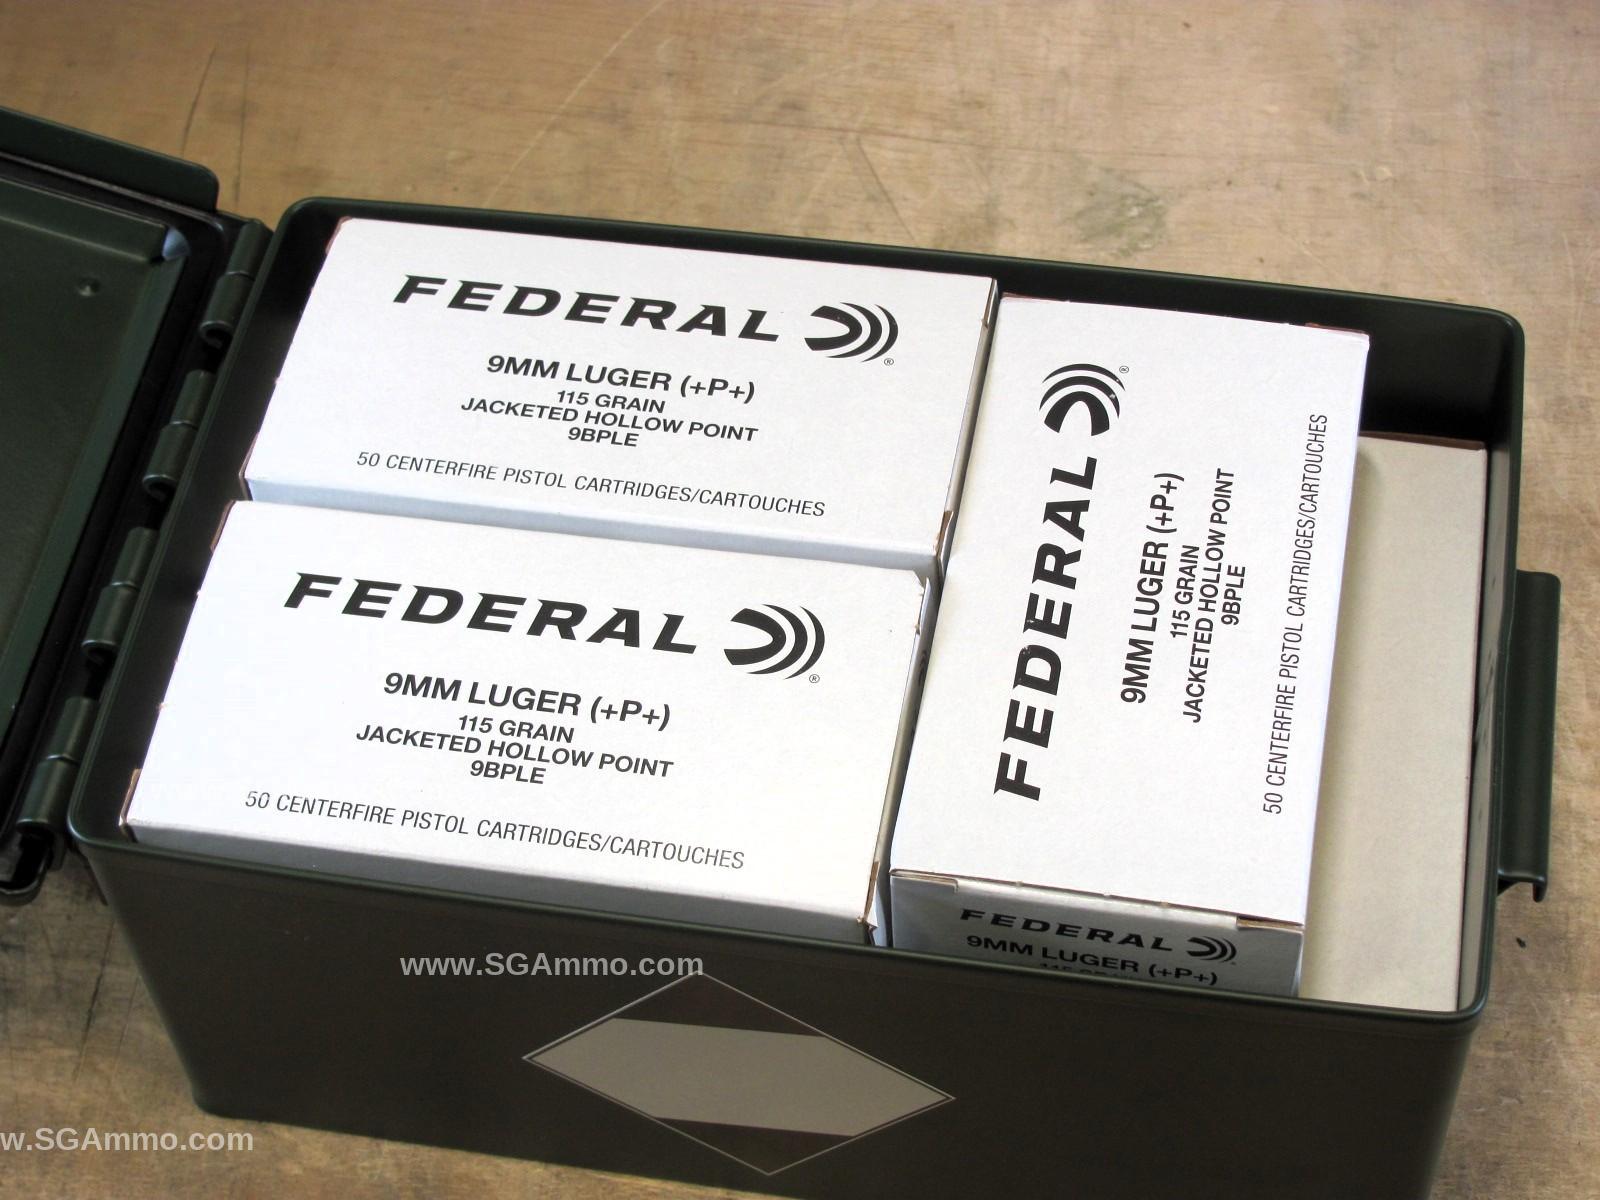 FEDERAL
®
9MM LUGER (+P+)
115 GRAIN
JACKETED HOLLOW POINT
9BPLE
50 CENTERFIRE PISTOL CARTRIDGES/CARTOUCHES
FEDERAL
®
9MM LUGER (+P+)
115 GRAIN
JACKETED HOLLOW POINT
9BPLE
50 CENTERFIRE PISTOL CARTRIDGES/CARTOUCHES
FEDERAL
®
9MM LUGER (+P+)
115 GRAIN
JACKETED HOLLOW POINT
9BPLE
50 CENTERFIRE PISTOL CARTRIDGES/CARTOUCHES
FEDERAL
9MM LUGER (+P+)
www.SGAmmo.com
w.SGAmmo.com